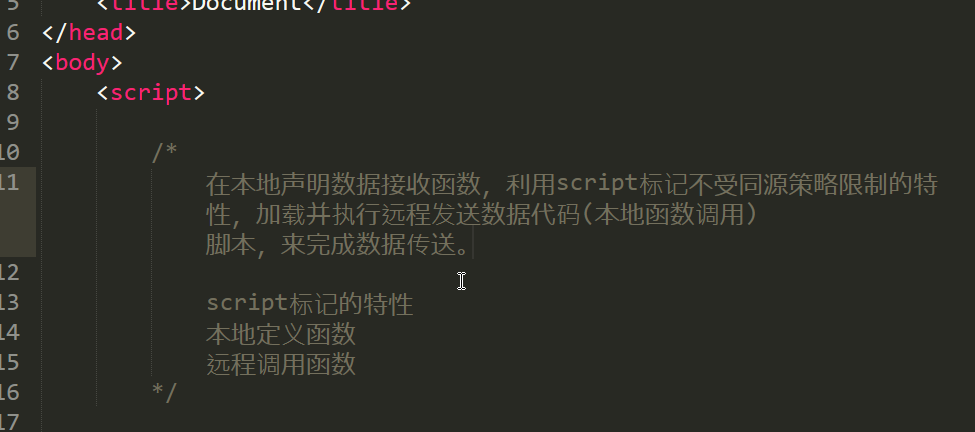 5 <title>Document</title>
6 </head>
7 <body>
8 <script>
9
10 /*
11 在本地声明数据接收函数，利用script标记不受同源策略限制的特
性，加载并执行远程发送数据代码(本地函数调用)
脚本，来完成数据传送。
12
13 script标记的特性
14 本地定义函数
15 远程调用函数
16 */
17